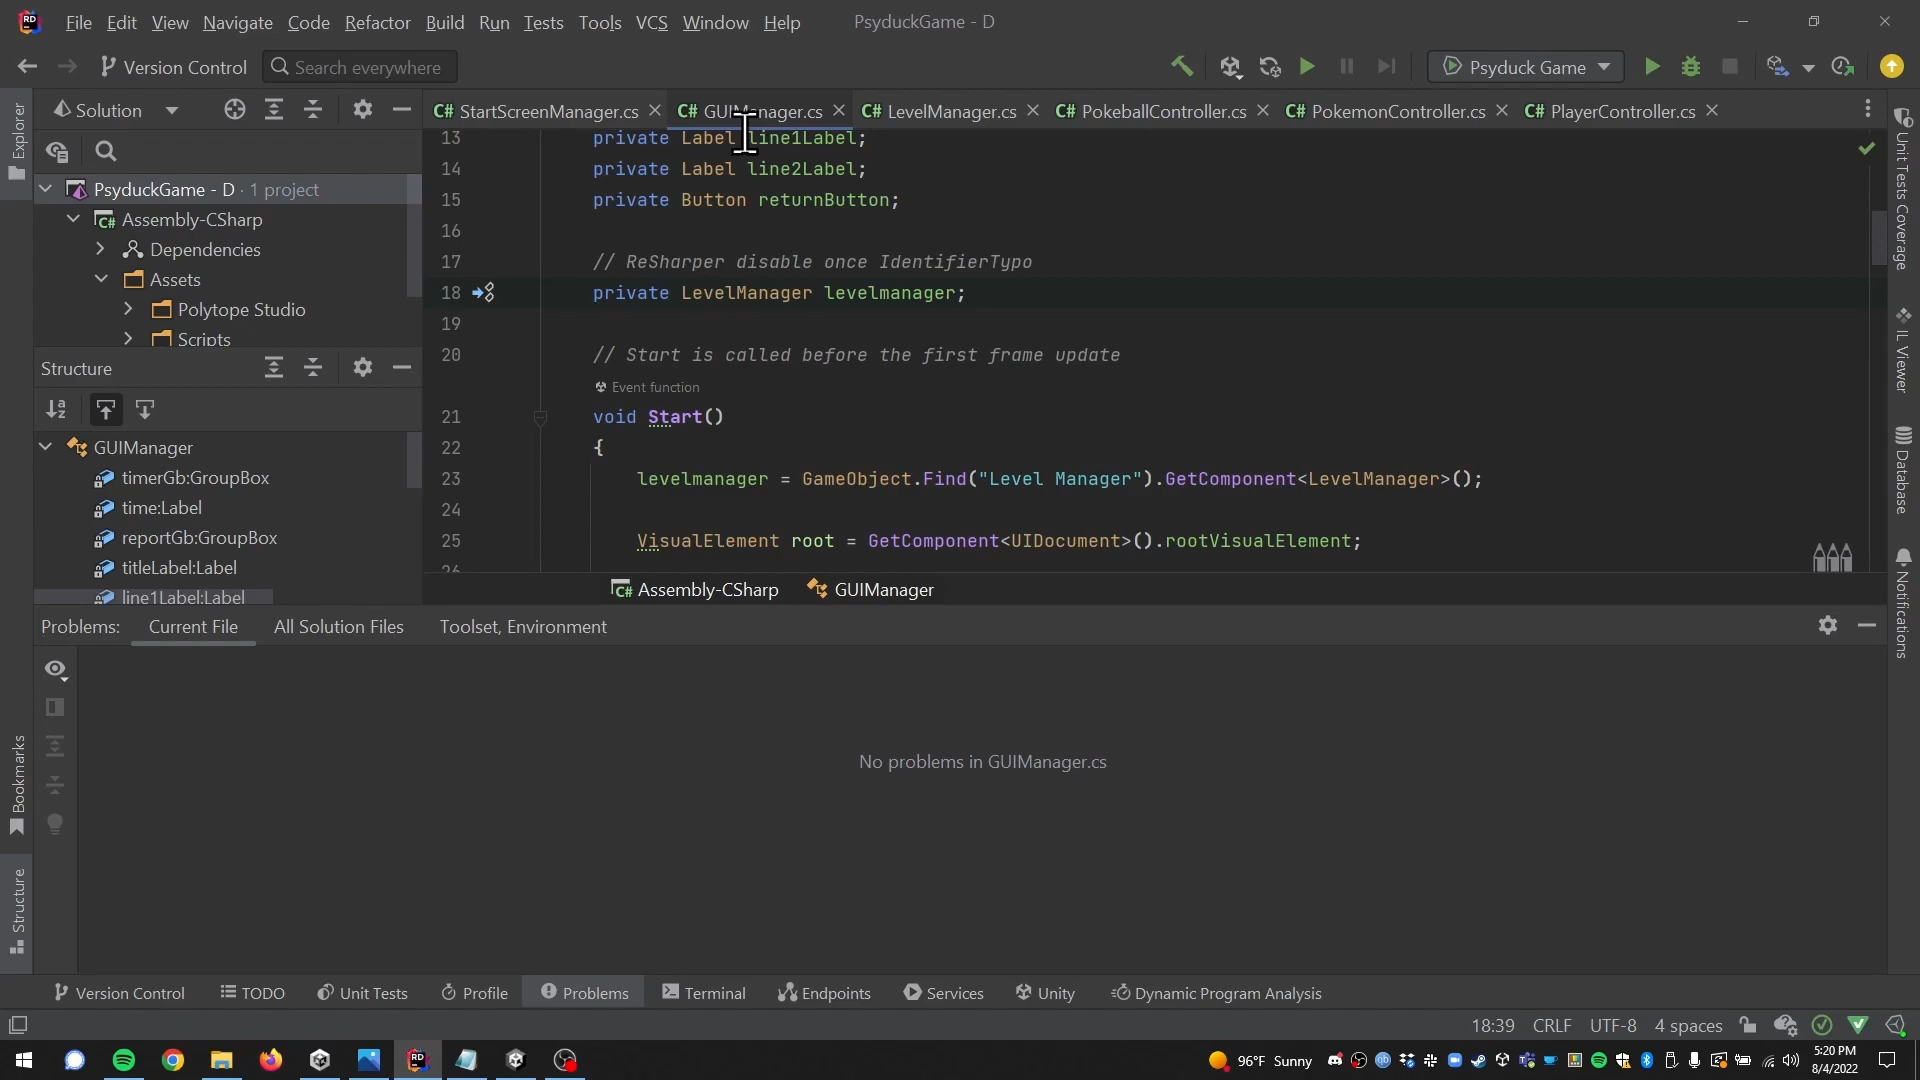 File Edit View Navigate Code Refactor Build Run Tests Tools VCS Window Help PsyduckGame - D
Version Control Search everywhere Psyduck Game
Solution
C# StartScreenManager.cs C# GUIManager.cs C# LevelManager.cs C# PokeballController.cs C# PokemonController.cs C# PlayerController.cs
PsyduckGame - D · 1 project
Assembly-CSharp
Dependencies
Assets
Polytope Studio
Scripts
Structure
GUIManager
timerGb:GroupBox
time:Label
reportGb:GroupBox
titleLabel:Label
line1Label:Label
13 private Label line1Label;
14 private Label line2Label;
15 private Button returnButton;
16
17 // ReSharper disable once IdentifierTypo
18 private LevelManager levelmanager;
19
20 // Start is called before the first frame update
Event function
21 void Start()
22 {
23 levelmanager = GameObject.Find("Level Manager").GetComponent<LevelManager>();
24
25 VisualElement root = GetComponent<UIDocument>().rootVisualElement;
26
Assembly-CSharp GUIManager
Problems: Current File All Solution Files Toolset, Environment
No problems in GUIManager.cs
Explorer
Bookmarks
Structure
Unit Tests Coverage
IL Viewer
Database
Notifications
Version Control TODO Unit Tests Profile Problems Terminal Endpoints Services Unity Dynamic Program Analysis
18:39 CRLF UTF-8 4 spaces
96°F Sunny
5:20 PM
8/4/2022